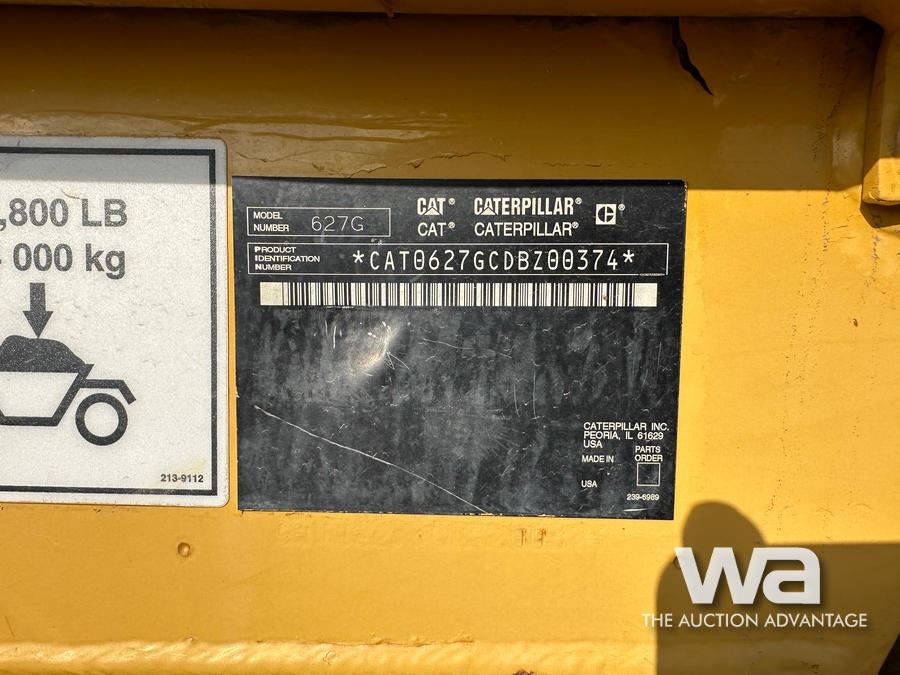 ,800 LB
000 kg
213-9112
MODEL
NUMBER 627G
CAT® CATERPILLAR® ®
CAT® CATERPILLAR®
PRODUCT
IDENTIFICATION
NUMBER
*CAT0627GCDBZ00374*
CATERPILLAR INC.
PEORIA, IL 61629
USA
MADE IN
USA
PARTS
ORDER
239-6989
wa
THE AUCTION ADVANTAGE